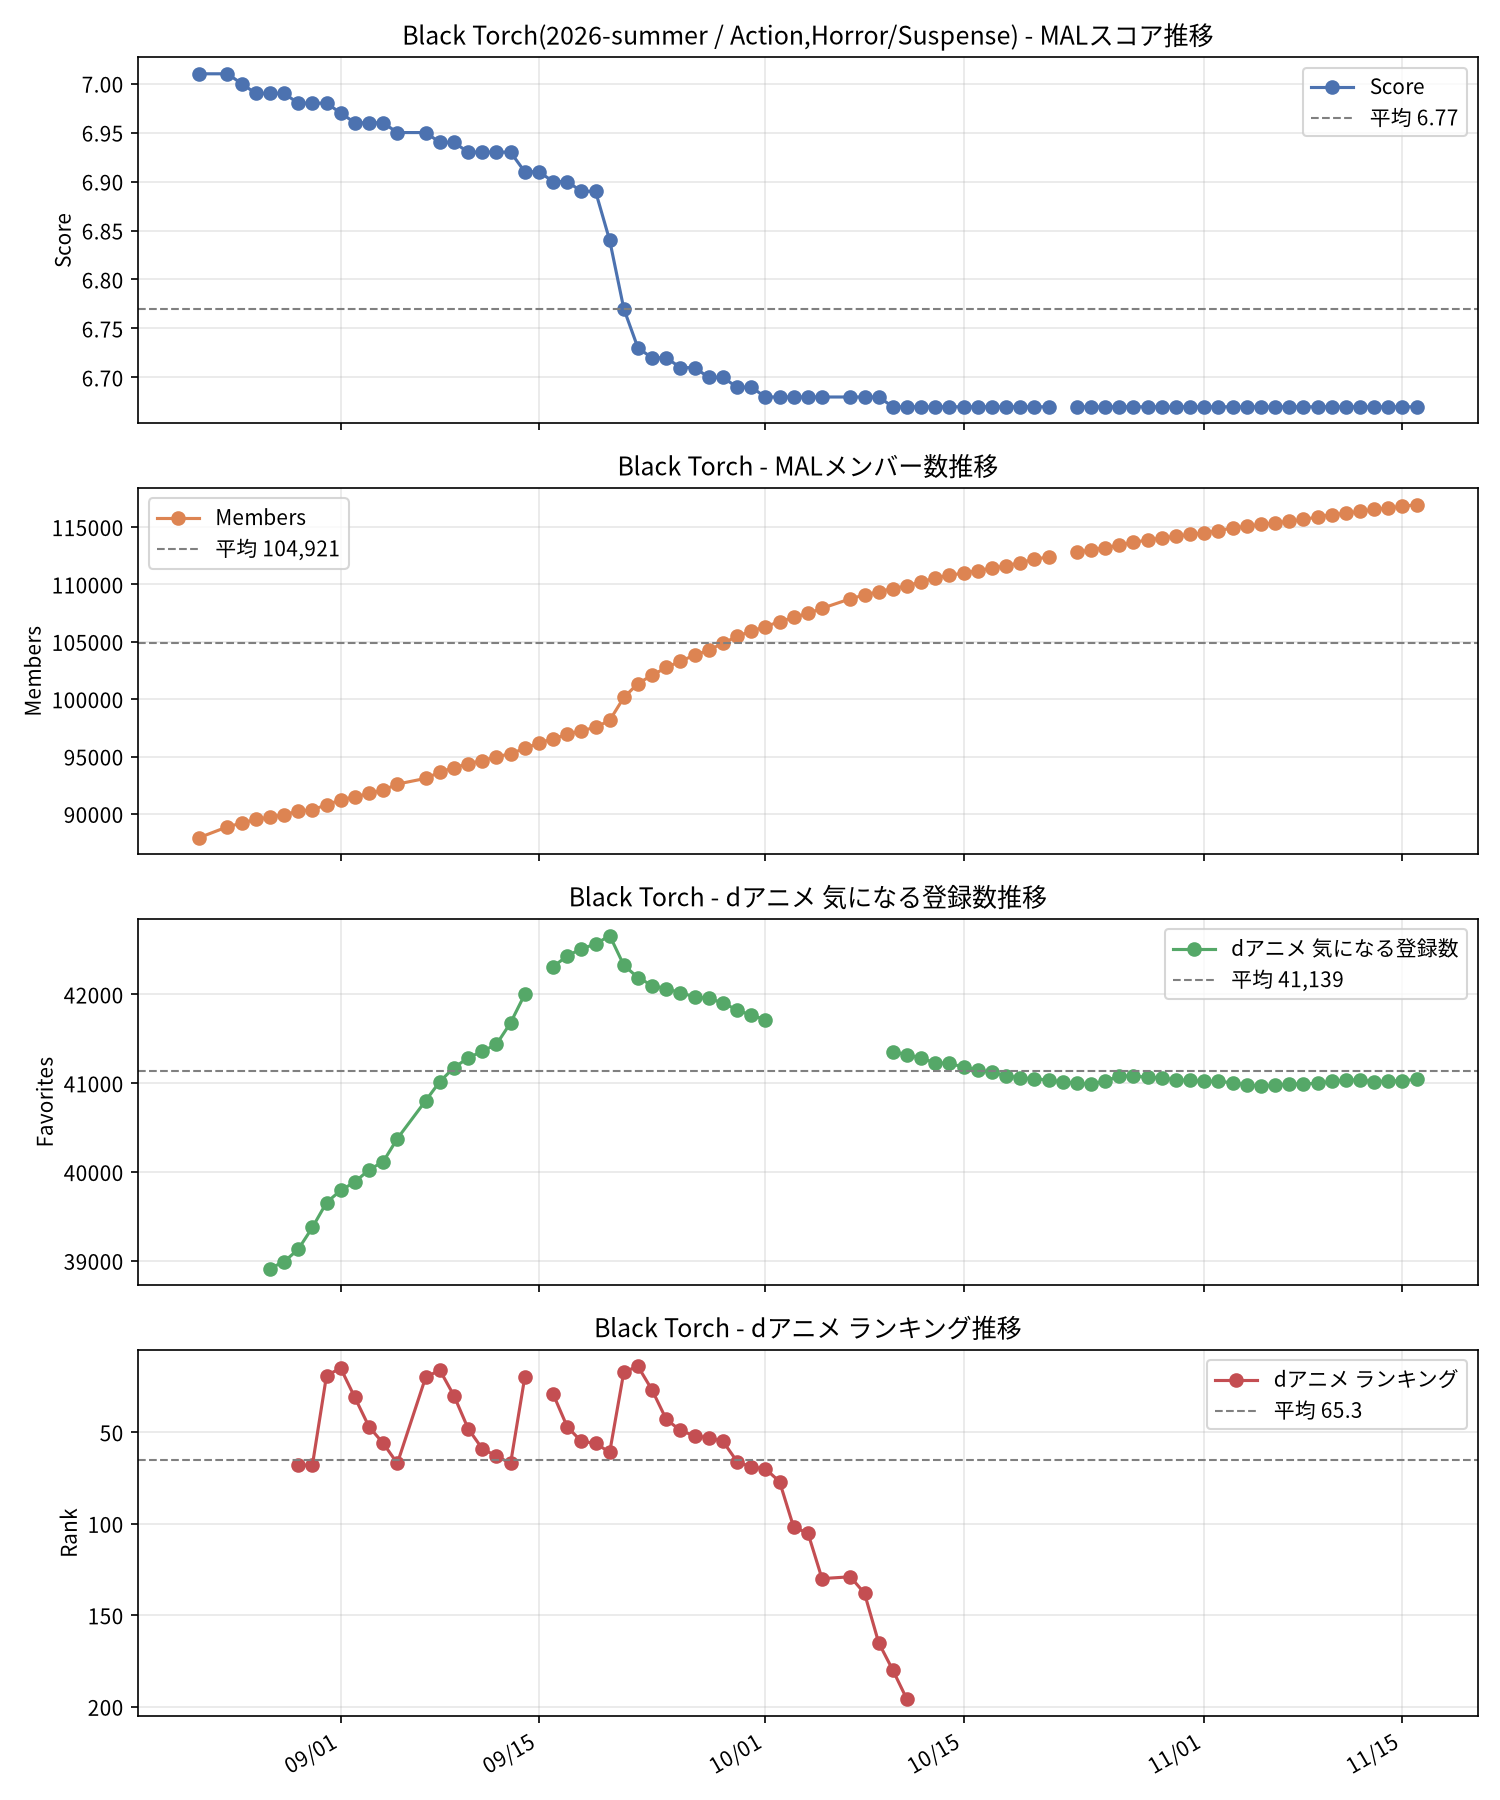 Black Torch(2026-summer / Action,Horror/Suspense) - MALスコア推移
Score
7.00
6.95
6.90
6.85
6.80
6.75
6.70
Score
平均 6.77
Black Torch - MALメンバー数推移
Members
115000
110000
105000
100000
95000
90000
Members
平均 104,921
Black Torch - dアニメ 気になる登録数推移
Favorites
42000
41000
40000
39000
dアニメ 気になる登録数
平均 41,139
Black Torch - dアニメ ランキング推移
Rank
50
100
150
200
dアニメ ランキング
平均 65.3
09/01
09/15
10/01
10/15
11/01
11/15